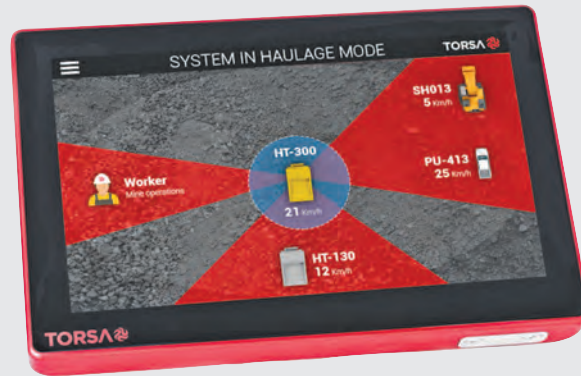 SYSTEM IN HAULAGE MODE
TORSA
SH013
5 Km/h
HT-300
Worker
Mine operations
PU-413
25 Km/h
21 Km/h
HT-130
12 Km/h
TORSA